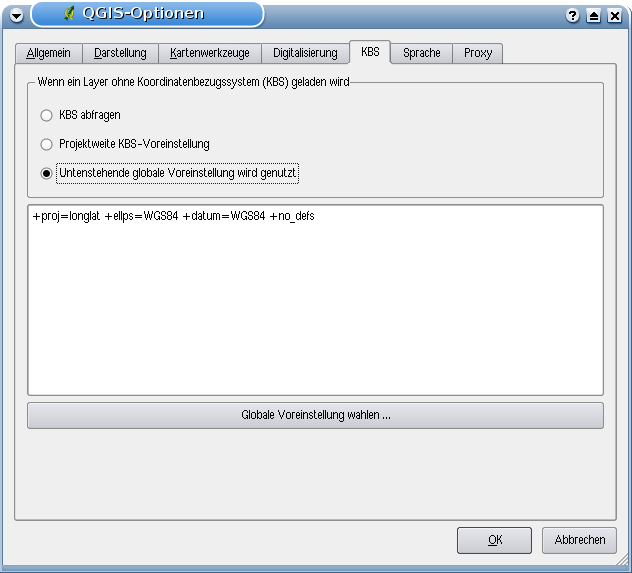 QGIS-Optionen
Allgemein Darstellung Kartenwerkzeuge Digitalisierung KBS Sprache Proxy
Wenn ein Layer ohne Koordinatenbezugssystem (KBS) geladen wird
KBS abfragen
Projektweite KBS-Voreinstellung
Untenstehende globale Voreinstellung wird genutzt
+proj=longlat +ellps=WGS84 +datum=WGS84 +no_defs
Globale Voreinstellung wahlen ...
OK Abbrechen